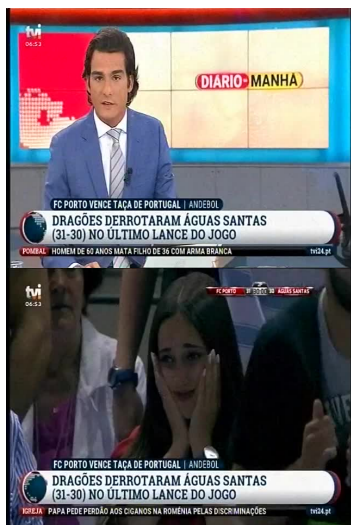 tvi
06:53
DIÁRIO DA MANHÃ
FC PORTO VENCE TAÇA DE PORTUGAL | ANDEBOL
DRAGÕES DERROTARAM ÁGUAS SANTAS
(31-30) NO ÚLTIMO LANCE DO JOGO
POMBAL HOMEM DE 60 ANOS MATA FILHO DE 36 COM ARMA BRANCA tvi24.pt
tvi
06:53
FC PORTO 31 30 ÁGUAS SANTAS
FC PORTO VENCE TAÇA DE PORTUGAL | ANDEBOL
DRAGÕES DERROTARAM ÁGUAS SANTAS
(31-30) NO ÚLTIMO LANCE DO JOGO
IGREJA PAPA PEDE PERDÃO AOS CIGANOS NA ROMÉNIA PELAS DISCRIMINAÇÕES tvi24.pt